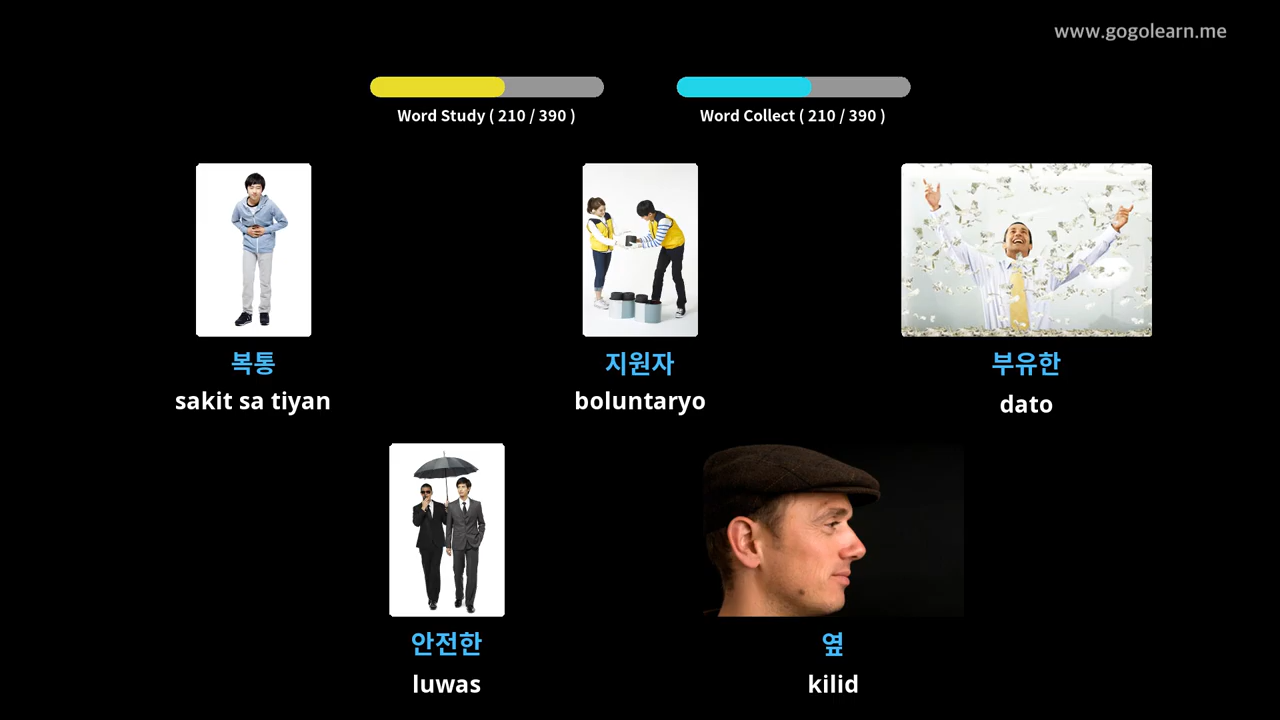 www.gogolearn.me
Word Study ( 210 / 390 )
Word Collect ( 210 / 390 )
복통
sakit sa tiyan
지원자
boluntaryo
부유한
dato
안전한
luwas
옆
kilid